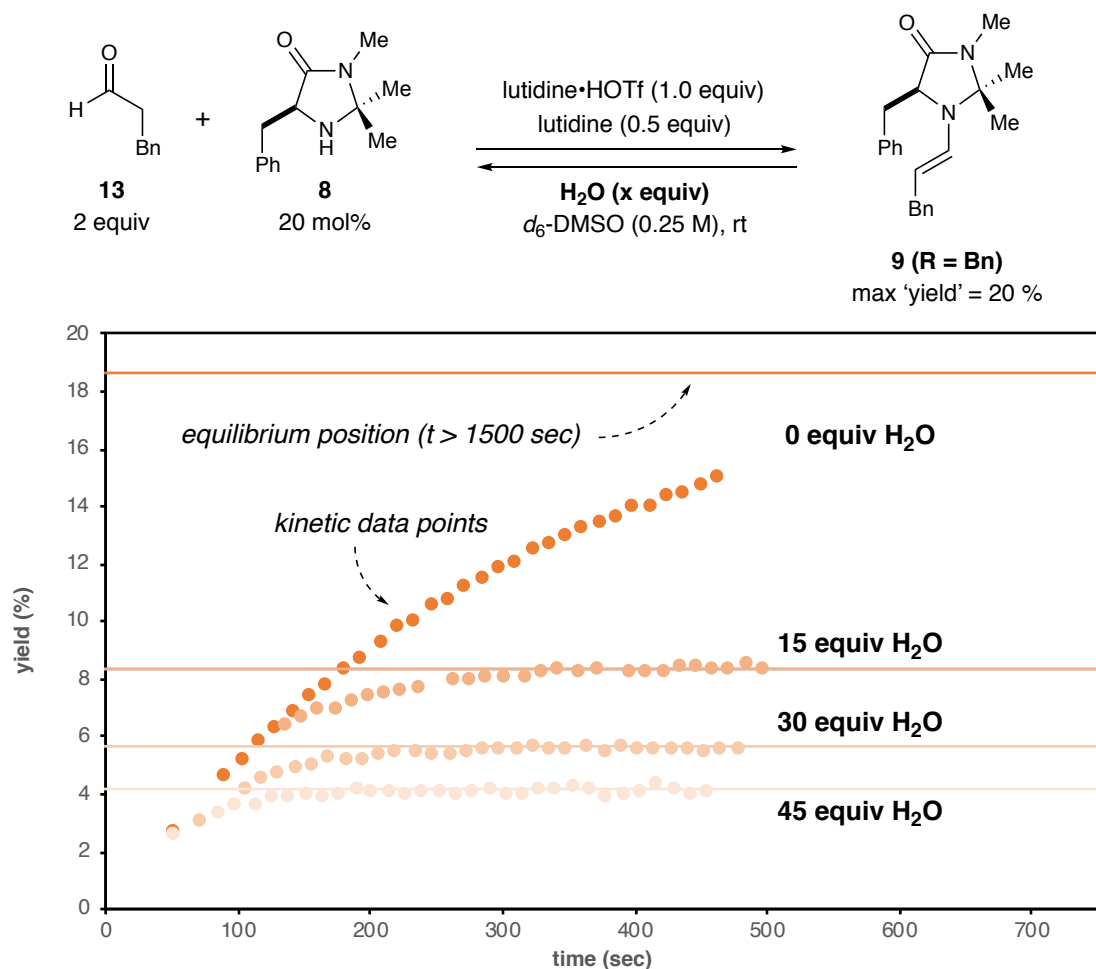 O
H
Bn
13
2 equiv
+
O
Me
N
Me
N
H
Me
Ph
8
20 mol%
lutidine•HOTf (1.0 equiv)
lutidine (0.5 equiv)
H2O (x equiv)
d6-DMSO (0.25 M), rt
O
Me
N
Me
N
Me
Ph
Bn
9 (R = Bn)
max ‘yield’ = 20 %
20
18
16
14
12
10
8
6
4
2
0
yield (%)
equilibrium position (t > 1500 sec)
0 equiv H2O
kinetic data points
15 equiv H2O
30 equiv H2O
45 equiv H2O
0 100 200 300 400 500 600 700
time (sec)